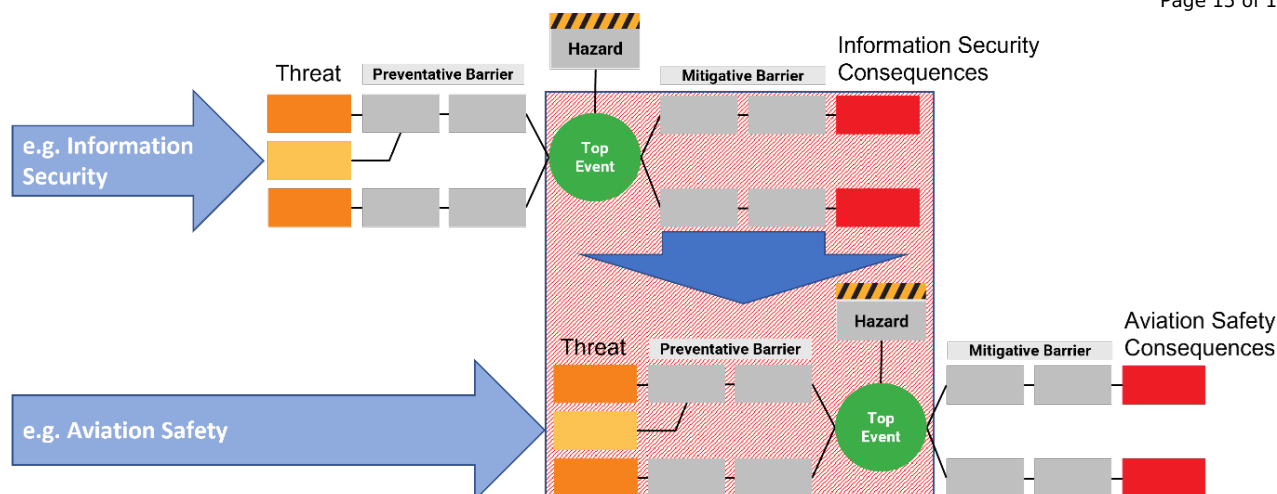 Page 15 of 1
Hazard
Information Security
Consequences
Threat
Preventative Barrier
Mitigative Barrier
e.g. Information
Security
Top
Event
Hazard
Aviation Safety
Consequences
Threat
Preventative Barrier
Mitigative Barrier
e.g. Aviation Safety
Top
Event